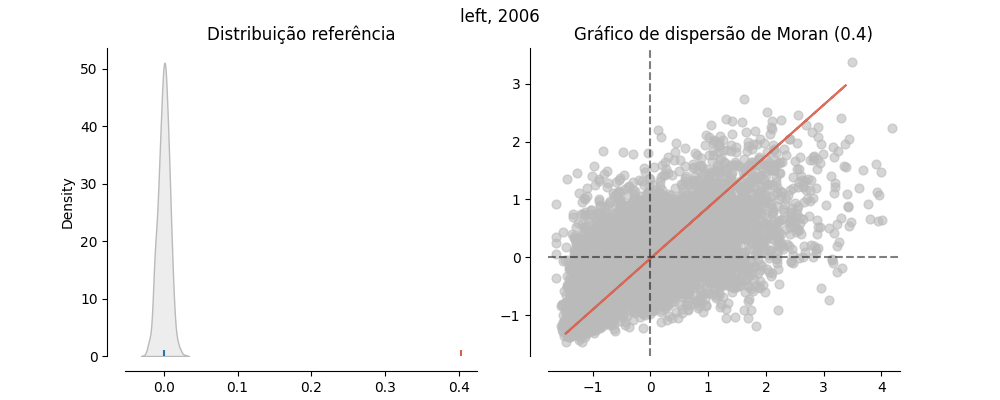 left, 2006
Distribuição referência
Density
50
40
30
20
10
0
0.0 0.1 0.2 0.3 0.4
Gráfico de dispersão de Moran (0.4)
3
2
1
0
−1
−1 0 1 2 3 4